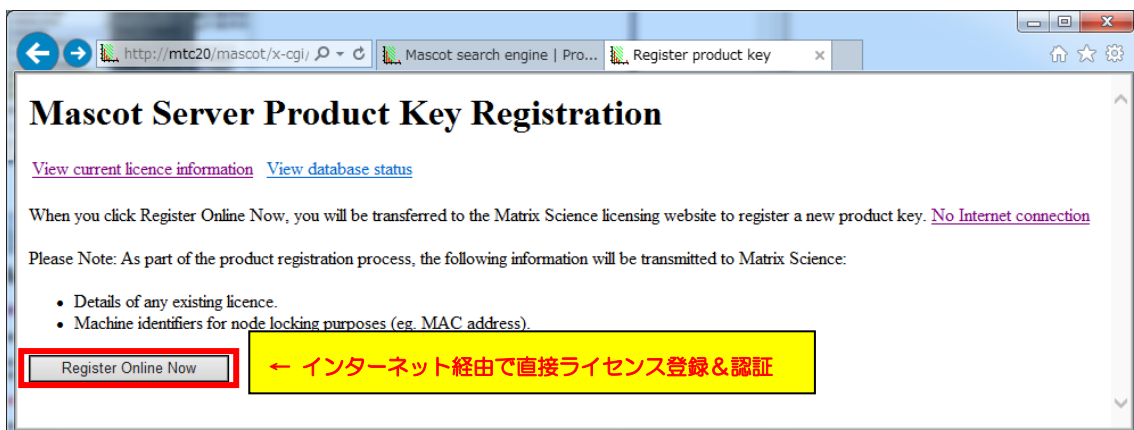 http://mtc20/mascot/x-cgi/
Mascot search engine | Pro...
Register product key
Mascot Server Product Key Registration
View current licence information View database status
When you click Register Online Now, you will be transferred to the Matrix Science licensing website to register a new product key. No Internet connection
Please Note: As part of the product registration process, the following information will be transmitted to Matrix Science:
• Details of any existing licence.
• Machine identifiers for node locking purposes (eg. MAC address).
Register Online Now
← インターネット経由で直接ライセンス登録&認証